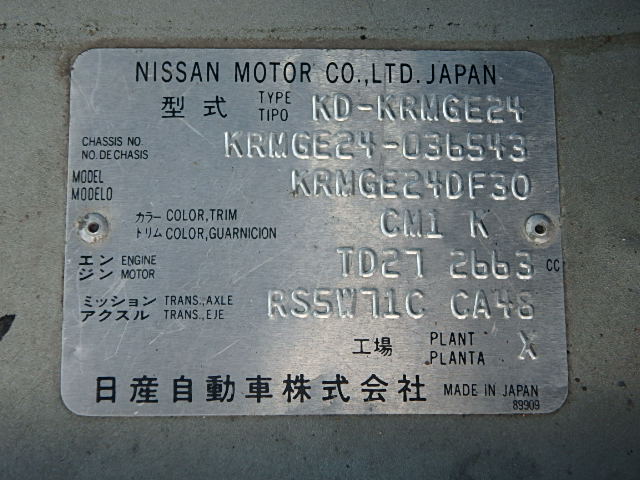 NISSAN MOTOR CO.,LTD. JAPAN
型式 TYPE TIPO KD-KRMGE24
CHASSIS NO. NO.DE CHASIS KRMGE24-036543
MODEL MODELO KRMGE24DF30
カラー COLOR,TRIM トリム COLOR,GUARNICION CM1 K
エンジン ENGINE MOTOR TD27 2663 CC
ミッション TRANS.,AXLE アクスル TRANS.,EJE RS5W71C CA48
工場 PLANT PLANTA X
日産自動車株式会社 MADE IN JAPAN
89909